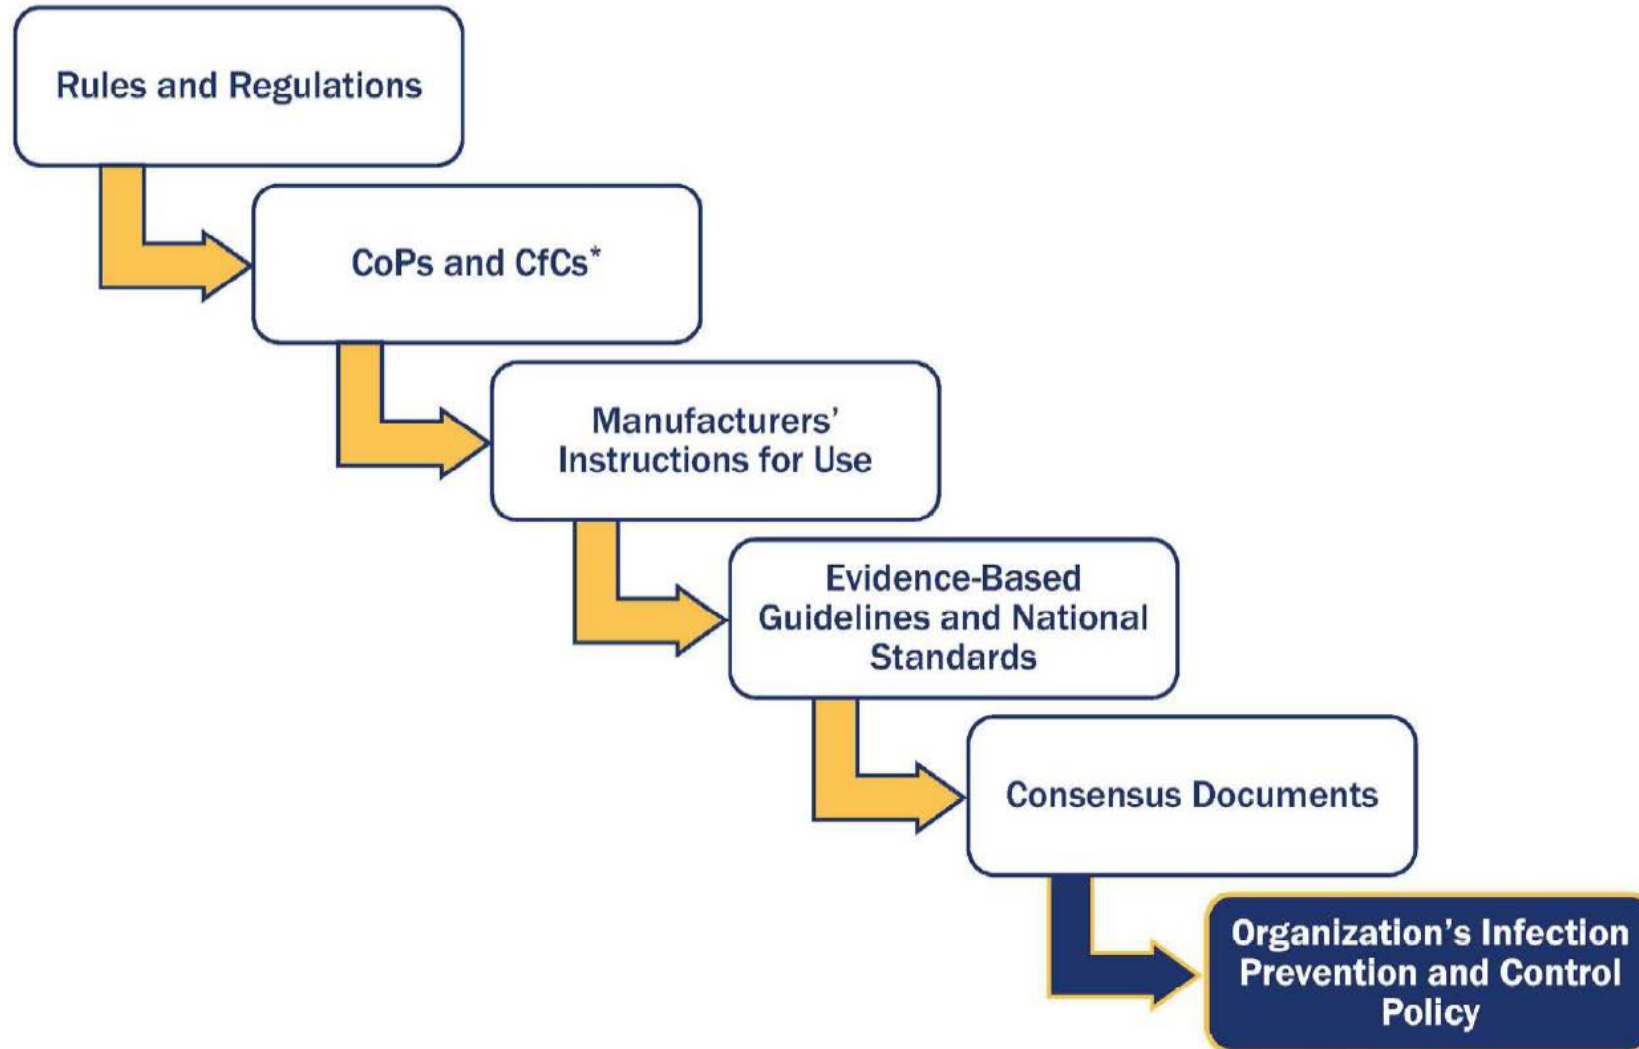 Rules and Regulations
CoPs and CfCs*
Manufacturers’
Instructions for Use
Evidence-Based
Guidelines and National
Standards
Consensus Documents
Organization’s Infection
Prevention and Control
Policy